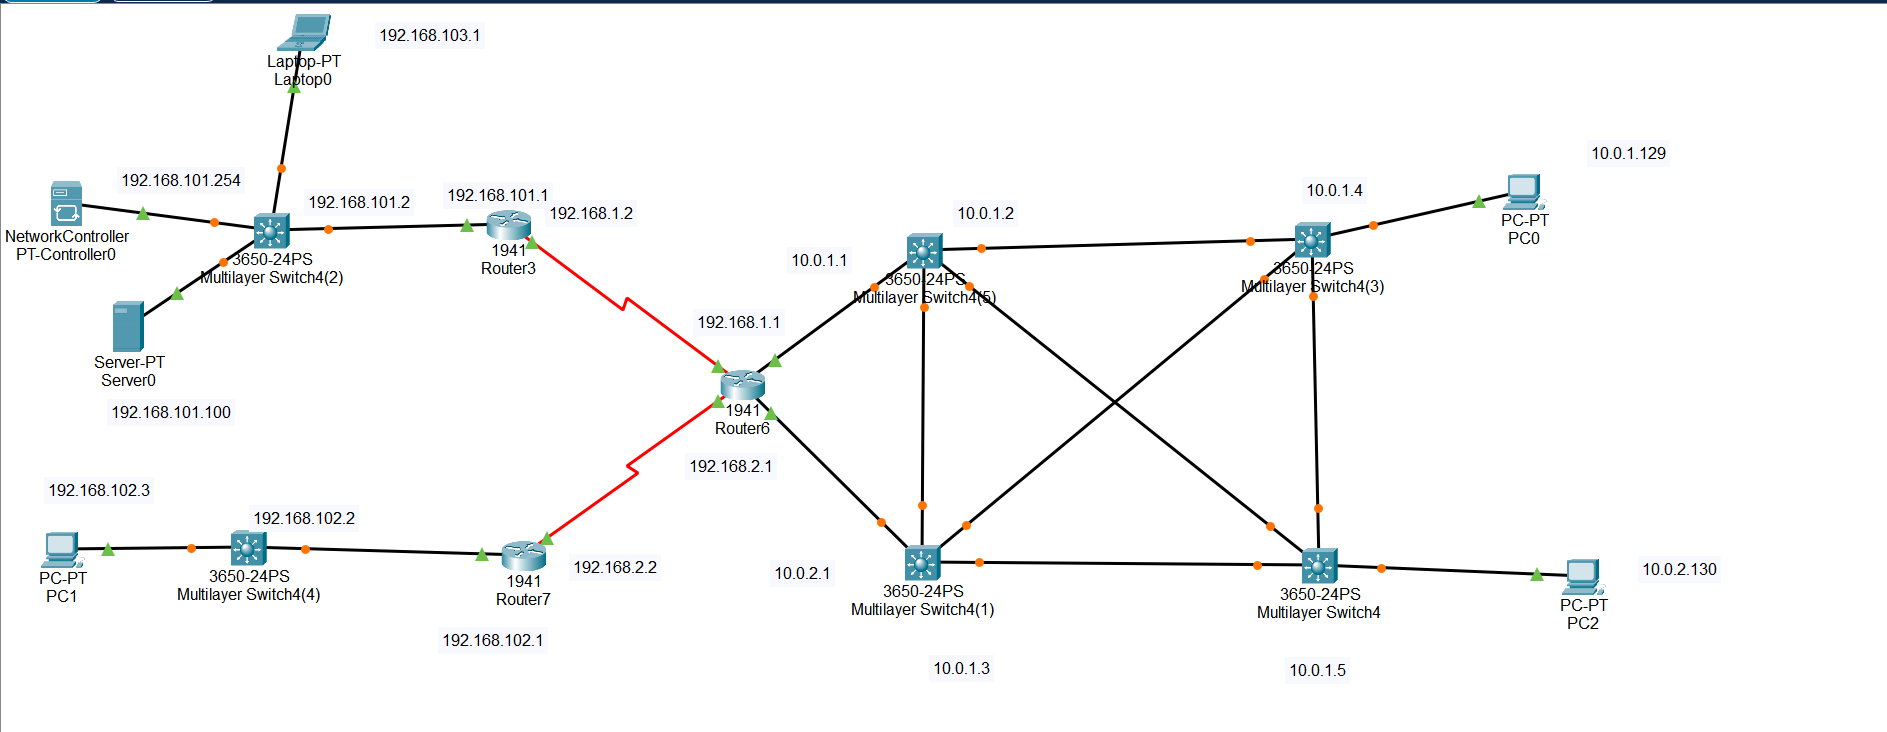 192.168.103.1
Laptop-PT
Laptop0
192.168.101.254
NetworkController
PT-Controller0
192.168.101.2
3650-24PS
Multilayer Switch4(2)
192.168.101.1
192.168.1.2
1941
Router3
Server-PT
Server0
192.168.101.100
10.0.1.2
10.0.1.1
3650-24PS
Multilayer Switch4(5)
10.0.1.4
3650-24PS
Multilayer Switch4(3)
10.0.1.129
PC-PT
PC0
192.168.1.1
1941
Router6
192.168.2.1
192.168.102.3
PC-PT
PC1
192.168.102.2
3650-24PS
Multilayer Switch4(4)
192.168.2.2
1941
Router7
192.168.102.1
10.0.2.1
3650-24PS
Multilayer Switch4(1)
10.0.1.3
3650-24PS
Multilayer Switch4
10.0.1.5
10.0.2.130
PC-PT
PC2